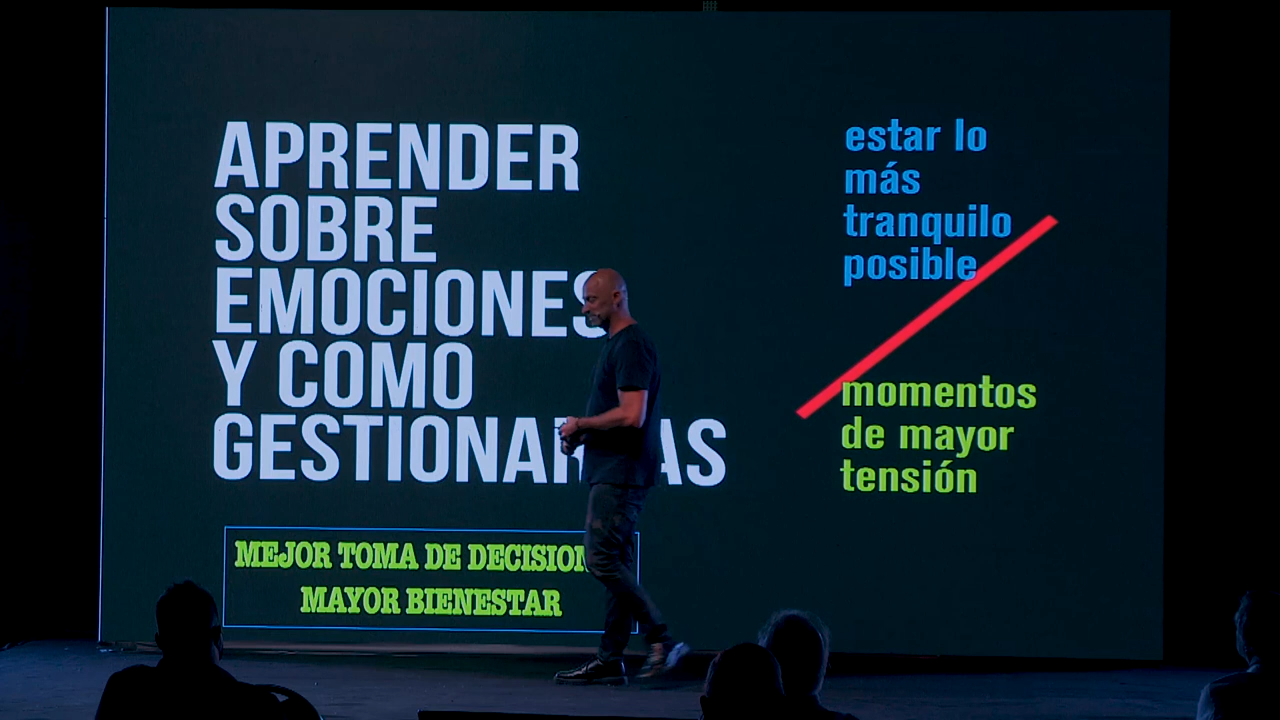 APRENDER
SOBRE
EMOCIONES
Y COMO
GESTIONAR AS
MEJOR TOMA DE DECISION
MAYOR BIENESTAR
estar lo
más
tranquilo
posible
momentos
de mayor
tensión